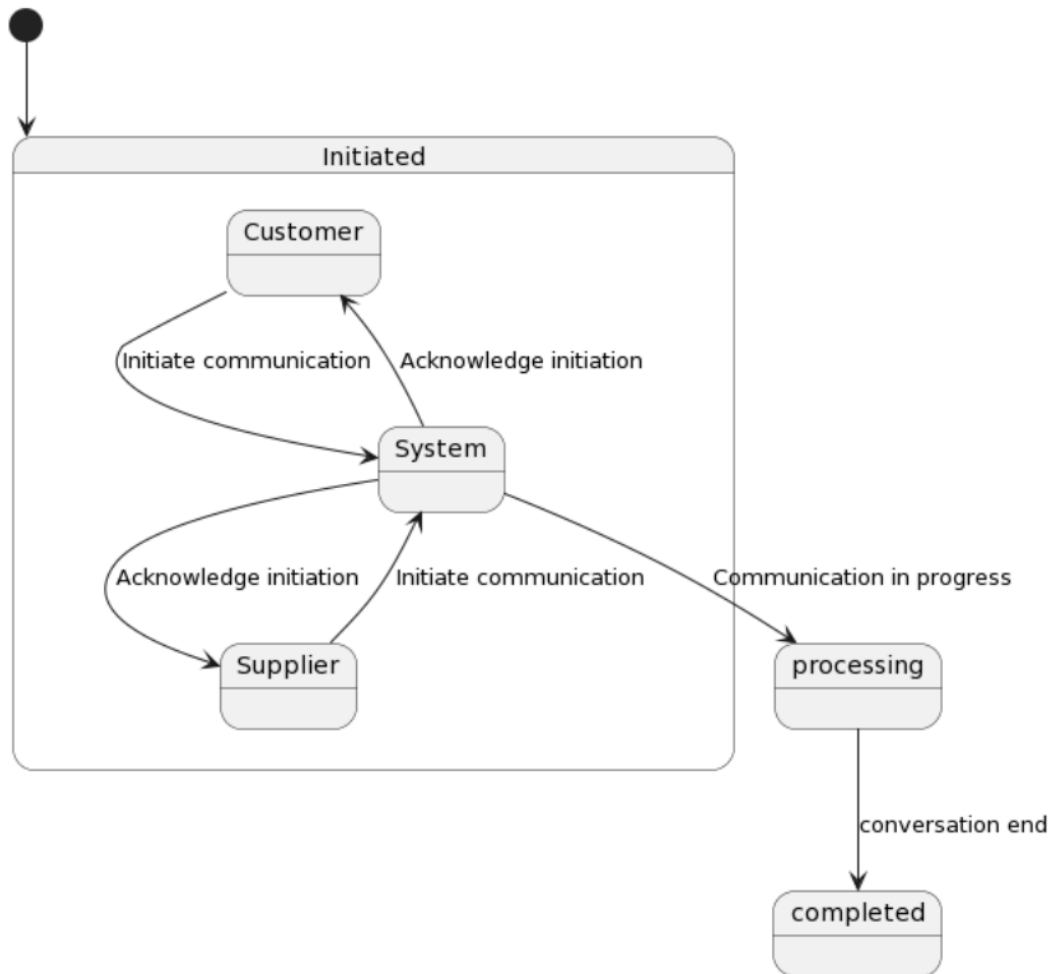 Initiated
Customer
Initiate communication
Acknowledge initiation
System
Acknowledge initiation
Initiate communication
Communication in progress
Supplier
processing
conversation end
completed